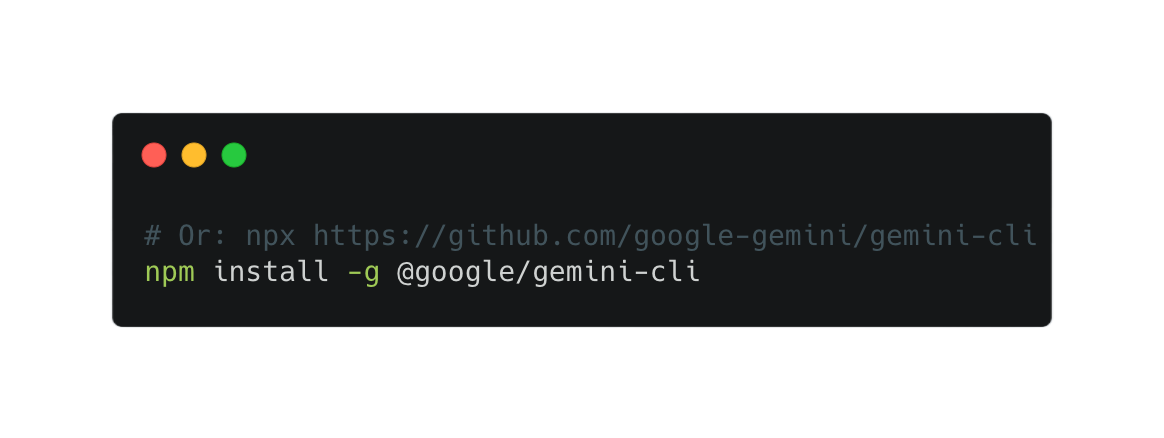 # Or: npx https://github.com/google-gemini/gemini-cli
npm install -g @google/gemini-cli